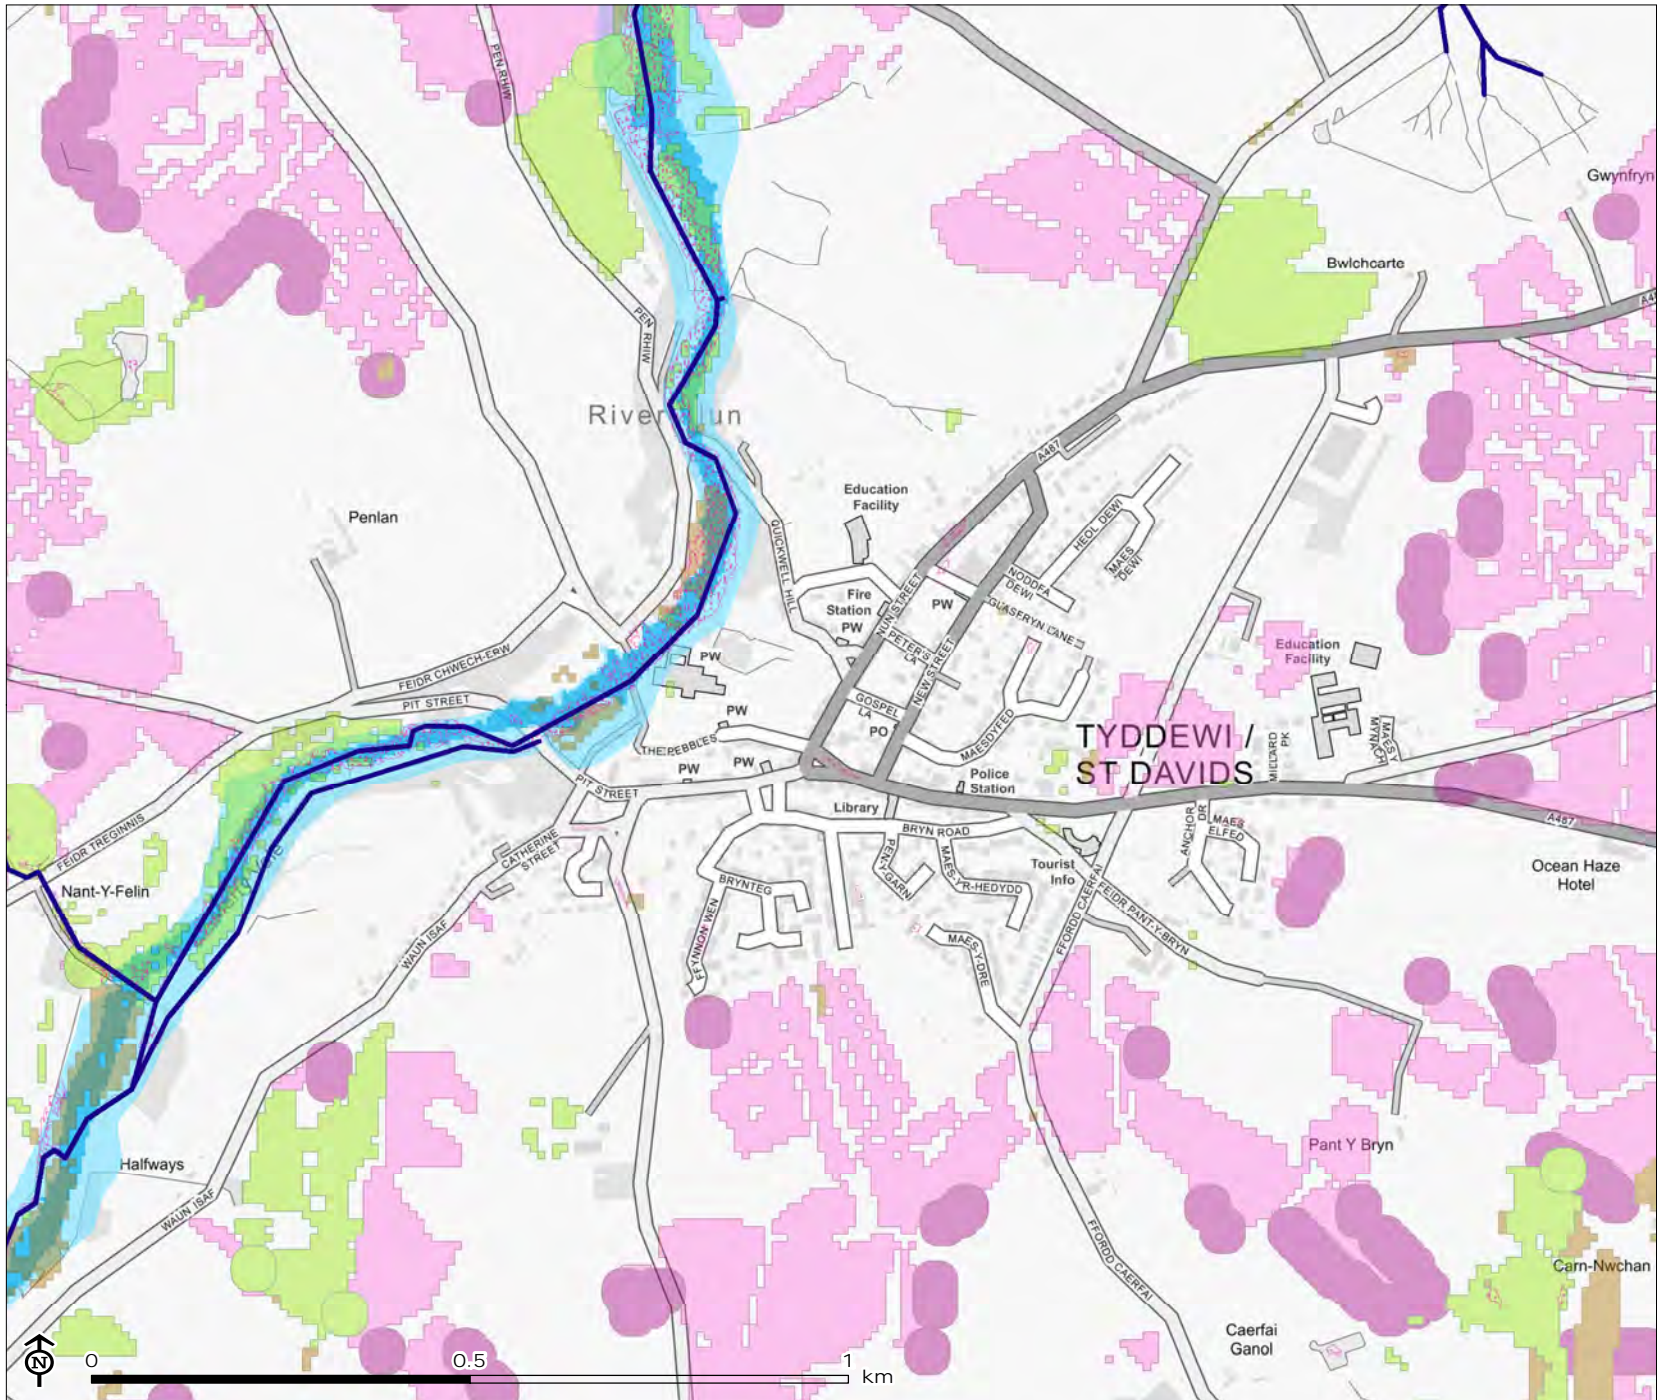 PEN RHIW
Gwynfryn
Bwlchcarte
PEN
RHIW
River
lun
A487
Penlan
Education
Facility
QUICKWELL HILL
HEOL DEWI
MAES
DEWI
NODDFA
DEWI
GLASFRYN LANE
Fire
Station
PW
PW
NUN STREET
PETER'S
LA
NEW STREET
GOSPEL
LA
PO
MAESDYFED
Education
Facility
FEIDR CHWECH-ERW
PIT STREET
PW
PW
THE PEBBLES
PW
PW
PIT STREET
TYDDEWI /
ST DAVIDS
MILLARD
PK
MAES Y
MYNACH
Police
Station
Library
BRYN ROAD
A487
ANCHOR
DR
MAES
ELFED
Tourist
Info
Ocean Haze
Hotel
FEIDR TREGINNIS
Nant-Y-Felin
CATHERINE
STREET
BRYNTEG
PEN-Y-GARN
MAES-YR-HEDYDD
FEIDR PANT-Y-BRYN
FFORDD CAERFAI
FFYNNON WEN
MAES-Y-DRE
WAUN ISAF
Pant Y Bryn
Halfways
WAUN ISAF
FFORDD CAERFAI
Carn-Nwchan
Caerfai
Ganol
N
0 0.5 1
km